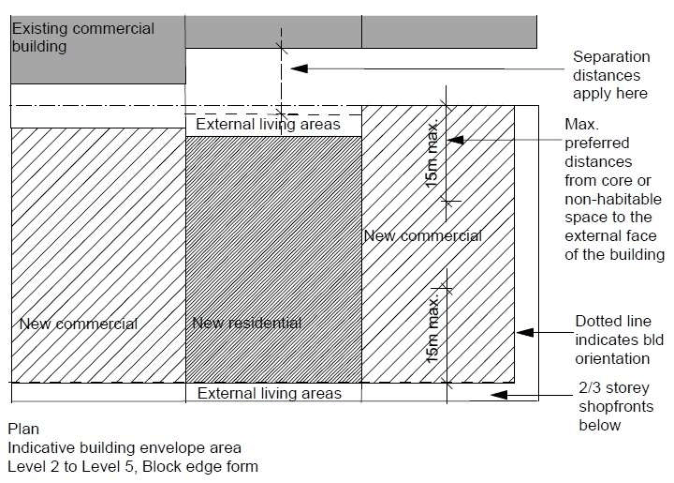 Existing commercial
building
Separation
distances
apply here
External living areas
Max.
preferred
distances
from core or
non-habitable
space to the
external face
of the building
15m max.
New commercial
New commercial
New residential
15m max.
Dotted line
indicates bld
orientation
External living areas
2/3 storey
shopfronts
below
Plan
Indicative building envelope area
Level 2 to Level 5, Block edge form